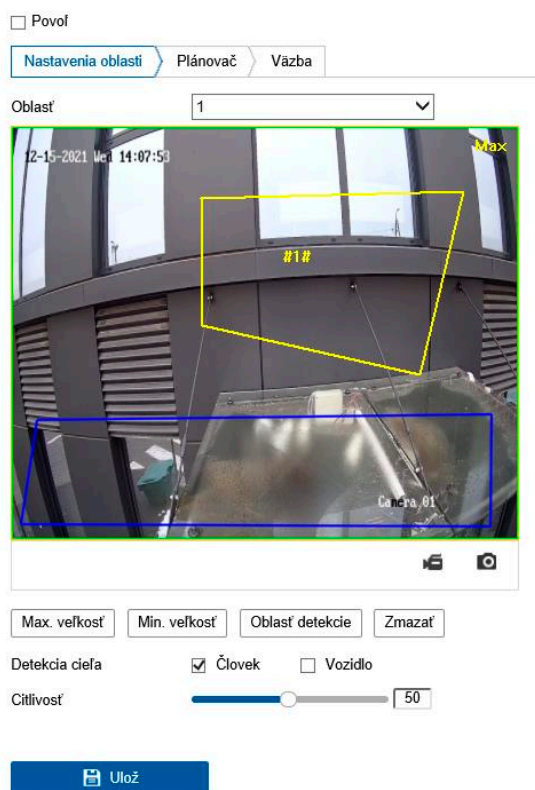 Povoľ
Nastavenia oblasti
Plánovač
Väzba
Oblasť
1
12-15-2021 Wed 14:07:53
Max
#1#
Camera 01
Max. veľkosť
Min. veľkosť
Oblasť detekcie
Zmazať
Detekcia cieľa
Človek
Vozidlo
Citlivosť
50
Ulož